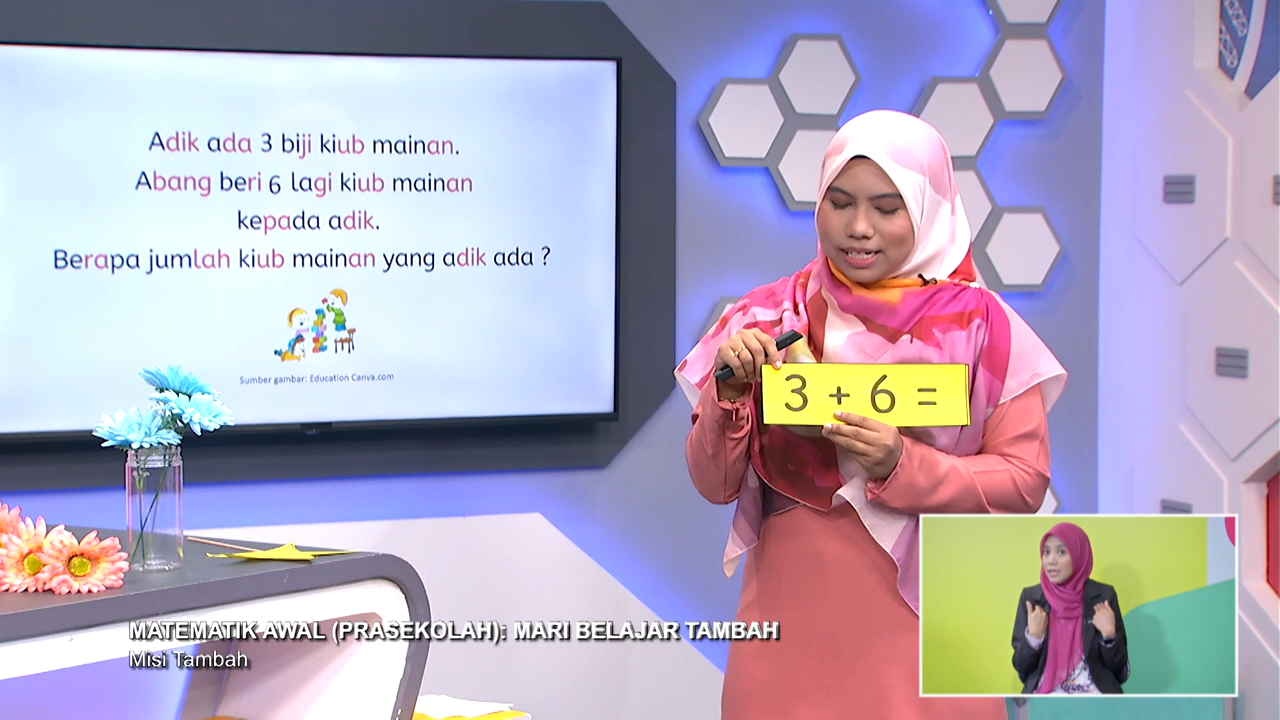 Adik ada 3 biji kiub mainan.
Abang beri 6 lagi kiub mainan
kepada adik.
Berapa jumlah kiub mainan yang adik ada ?
Sumber gambar: Education Canva.com
3 + 6 =
MATEMATIK AWAL (PRASEKOLAH): MARI BELAJAR TAMBAH
Misi Tambah